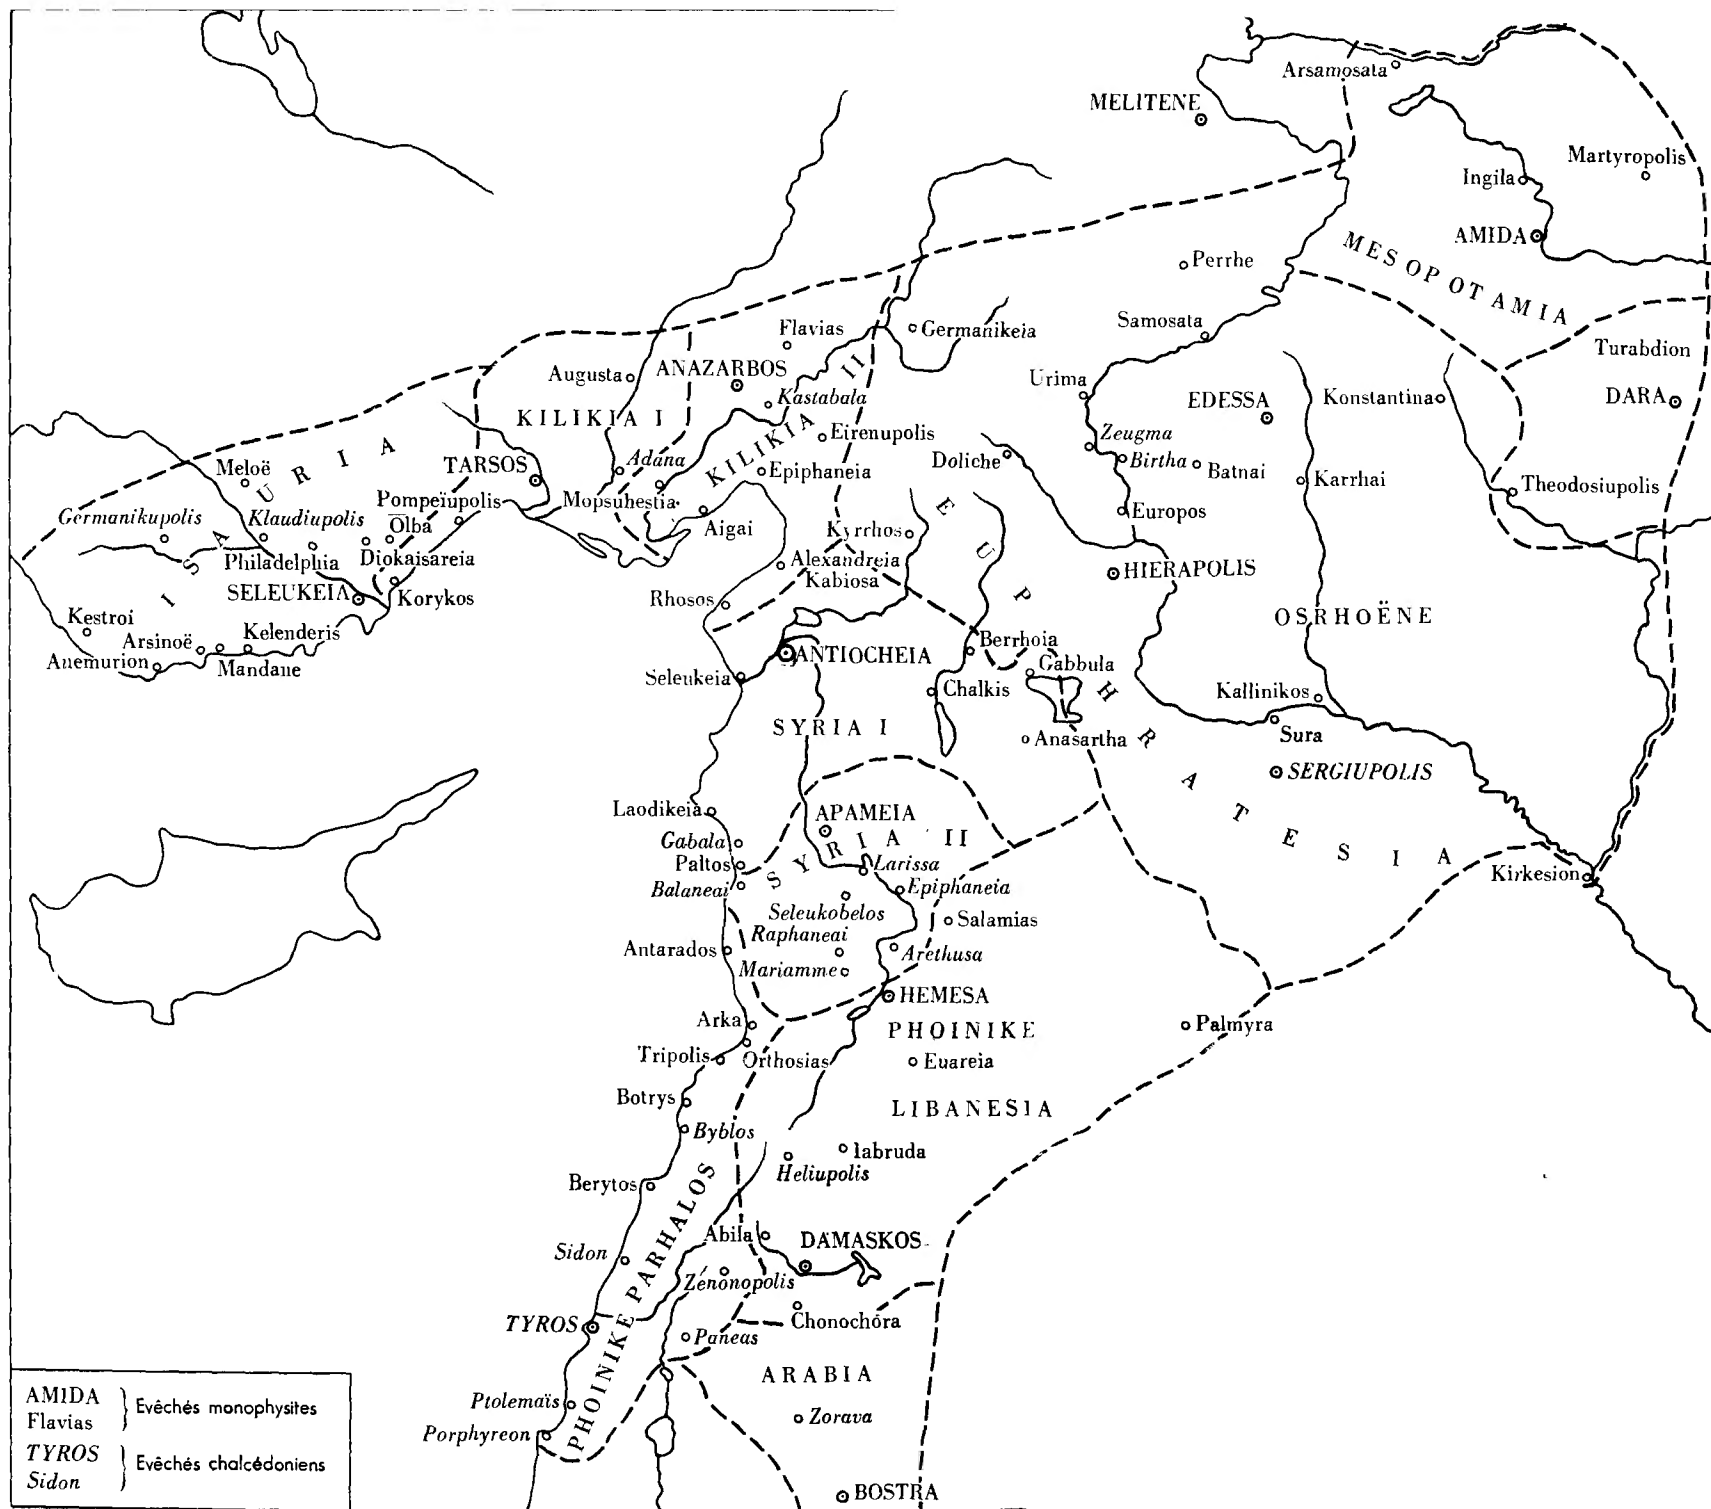 Arsamosata
MELITENE
Martyropolis
Ingila
AMIDA
MESOPOTAMIA
Perrhe
Samosata
Flavias
Germanikeia
Turabdion
Augusta
ANAZARBOS
Urima
EDESSA
Konstantina
DARA
Kastabala
KILIKIA I
KILIKIA II
Eirenupolis
Zeugma
Meloë
ISAURIA
TARSOS
Adana
Epiphaneia
Doliche
Birtha
Batnai
Karrhai
Theodosiupolis
Pompeïupolis
Mopsuhestia
Germanikupolis
Klaudiupolis
Olba
Aigai
Kyrrhos
Europos
Philadelphia
Diokaisareia
Alexandreia
Kabiosa
HIERAPOLIS
SELEUKEIA
Korykos
Rhosos
EUPHRATESIA
OSRHOËNE
Kestroi
Arsinoë
Kelenderis
Anemurion
Mandane
ANTIOCHEIA
Berrhoia
Gabbula
Seleukeia
Chalkis
Kallinikos
SYRIA I
Anasartha
Sura
SERGIUPOLIS
Laodikeia
APAMEIA
Gabala
SYRIA II
Paltos
Larissa
Balaneai
Epiphaneia
Kirkesion
Seleukobelos
Salamias
Raphaneai
Antarados
Arethusa
Mariamme
HEMESA
Arka
PHOINIKE
Palmyra
Tripolis
Orthosias
Euareia
Botrys
LIBANESIA
Byblos
Iabruda
Heliupolis
Berytos
PHOINIKE PARHALOS
Abila
DAMASKOS
Sidon
Zénonopolis
Chonochora
TYROS
Paneas
ARABIA
Ptolemaïs
Zorava
Porphyreon
BOSTRA
AMIDA
Flavias
Evêchés monophysites
TYROS
Sidon
Evêchés chalcédoniens